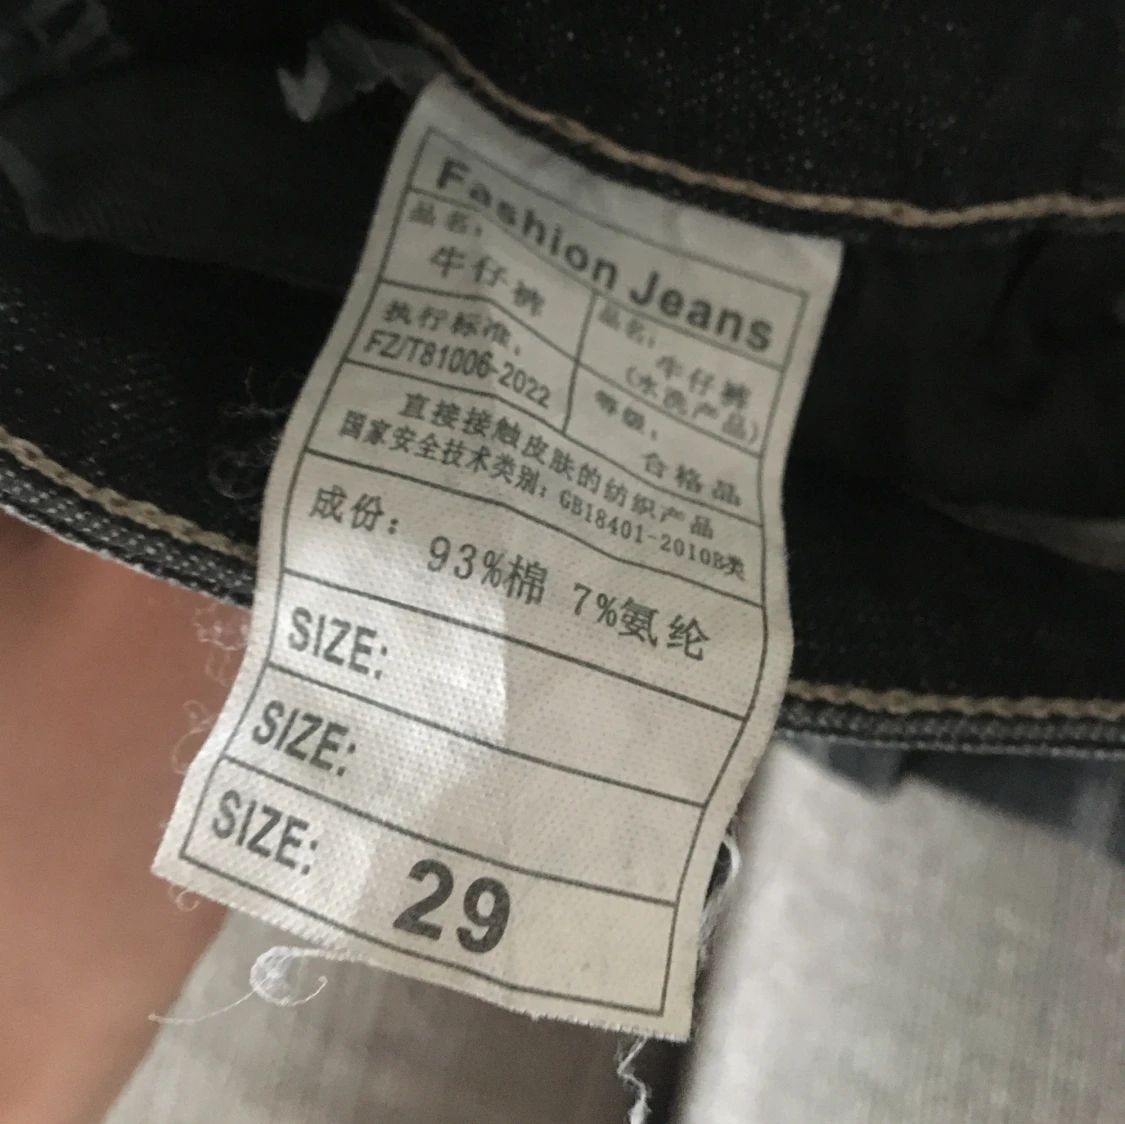 Fashion Jeans
品名:
牛仔裤
品名:
牛仔裤
(水洗产品)
执行标准:
FZ/T81006-2022
等级:
合格品
直接接触皮肤的纺织产品
国家安全技术类别: GB18401-2010B类
成份:
93%棉 7%氨纶
SIZE:
SIZE:
SIZE: 29